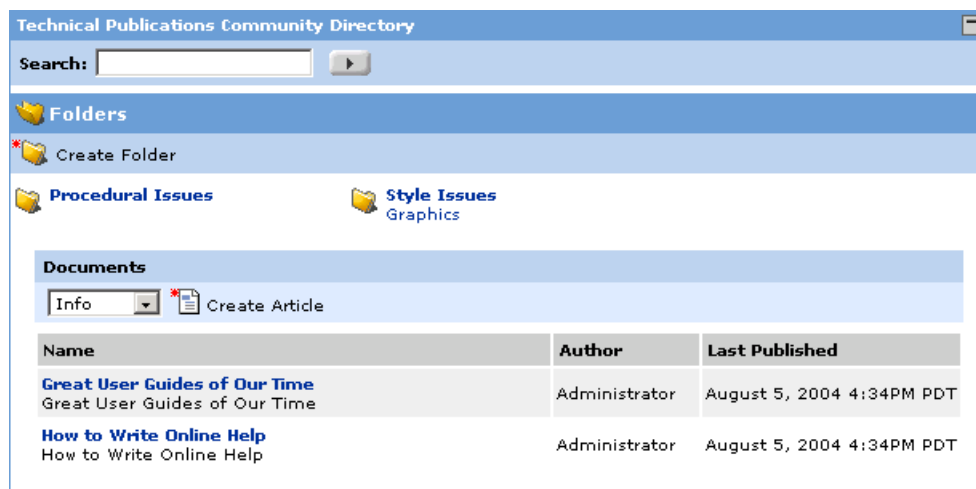 Technical Publications Community Directory
Search:
Folders
Create Folder
Procedural Issues
Style Issues
Graphics
Documents
Info
Create Article
Name Author Last Published
Great User Guides of Our Time
Great User Guides of Our Time
Administrator August 5, 2004 4:34PM PDT
How to Write Online Help
How to Write Online Help
Administrator August 5, 2004 4:34PM PDT